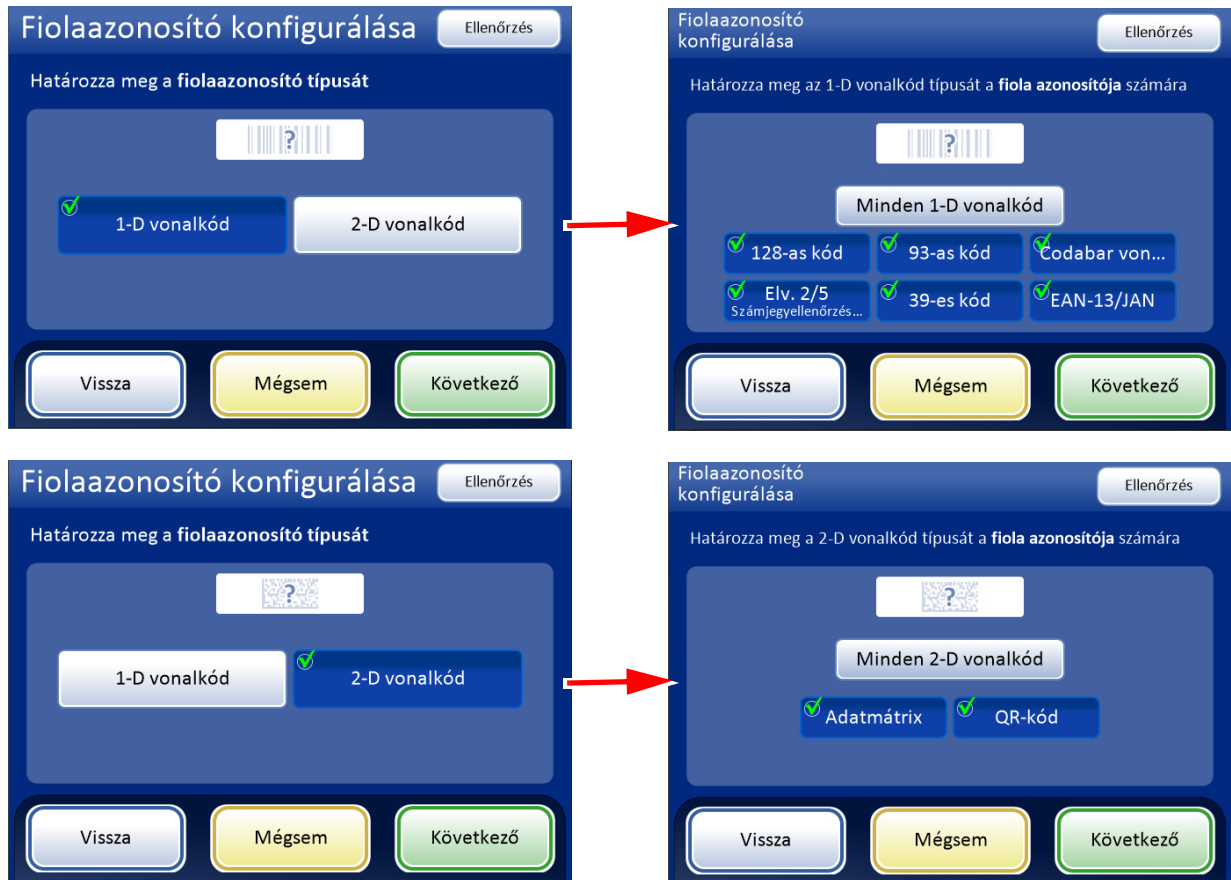 Fiolaazonosító konfigurálása
Ellenőrzés
Határozza meg a fiolaazonosító típusát
?
1-D vonalkód
2-D vonalkód
Vissza
Mégsem
Következő
Fiolaazonosító
konfigurálása
Ellenőrzés
Határozza meg az 1-D vonalkód típusát a fiola azonosítója számára
?
Minden 1-D vonalkód
128-as kód
93-as kód
Codabar von...
Elv. 2/5
Számjegyellenőrzés...
39-es kód
EAN-13/JAN
Vissza
Mégsem
Következő
Fiolaazonosító konfigurálása
Ellenőrzés
Határozza meg a fiolaazonosító típusát
?
1-D vonalkód
2-D vonalkód
Vissza
Mégsem
Következő
Fiolaazonosító
konfigurálása
Ellenőrzés
Határozza meg a 2-D vonalkód típusát a fiola azonosítója számára
?
Minden 2-D vonalkód
Adatmátrix
QR-kód
Vissza
Mégsem
Következő